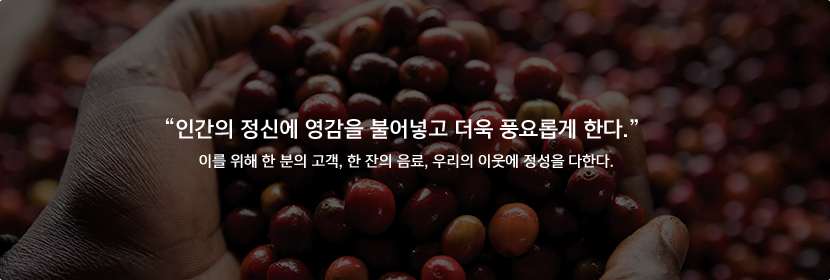 “인간의 정신에 영감을 불어넣고 더욱 풍요롭게 한다.”
이를 위해 한 분의 고객, 한 잔의 음료, 우리의 이웃에 정성을 다한다.